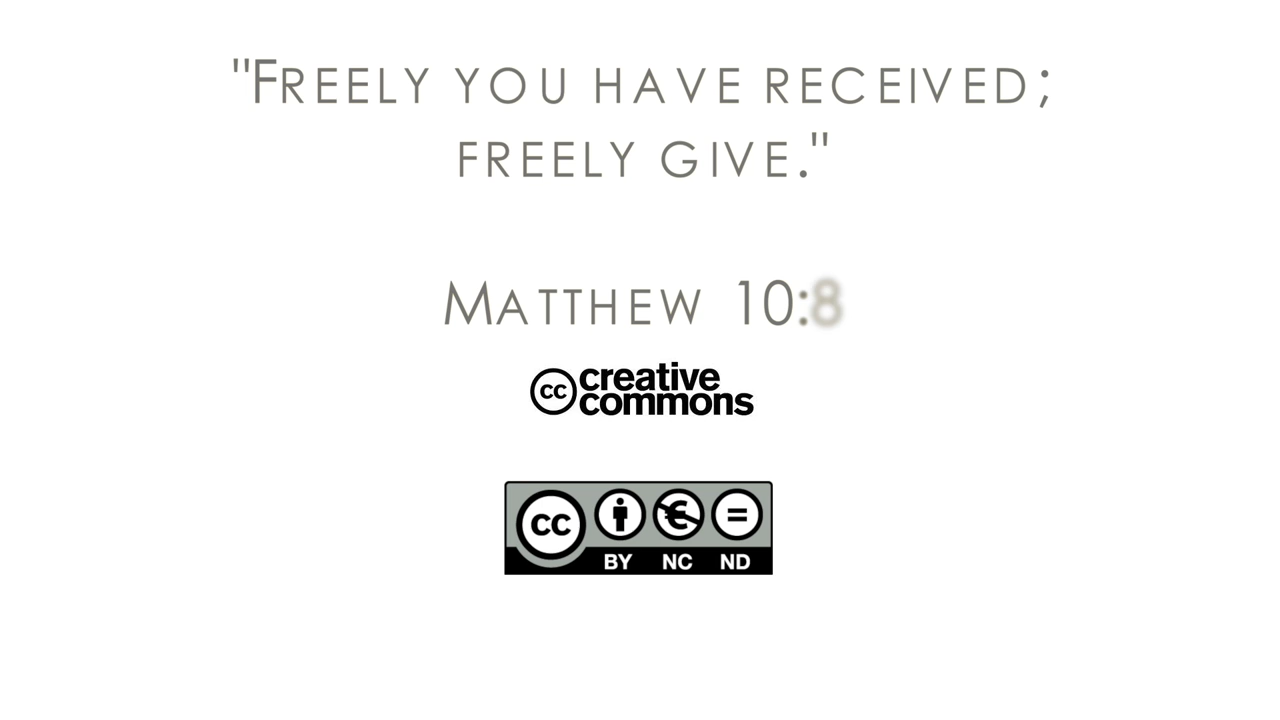 "FREELY YOU HAVE RECEIVED;
FREELY GIVE."
MATTHEW 10:8
cc creative
commons
cc BY NC ND